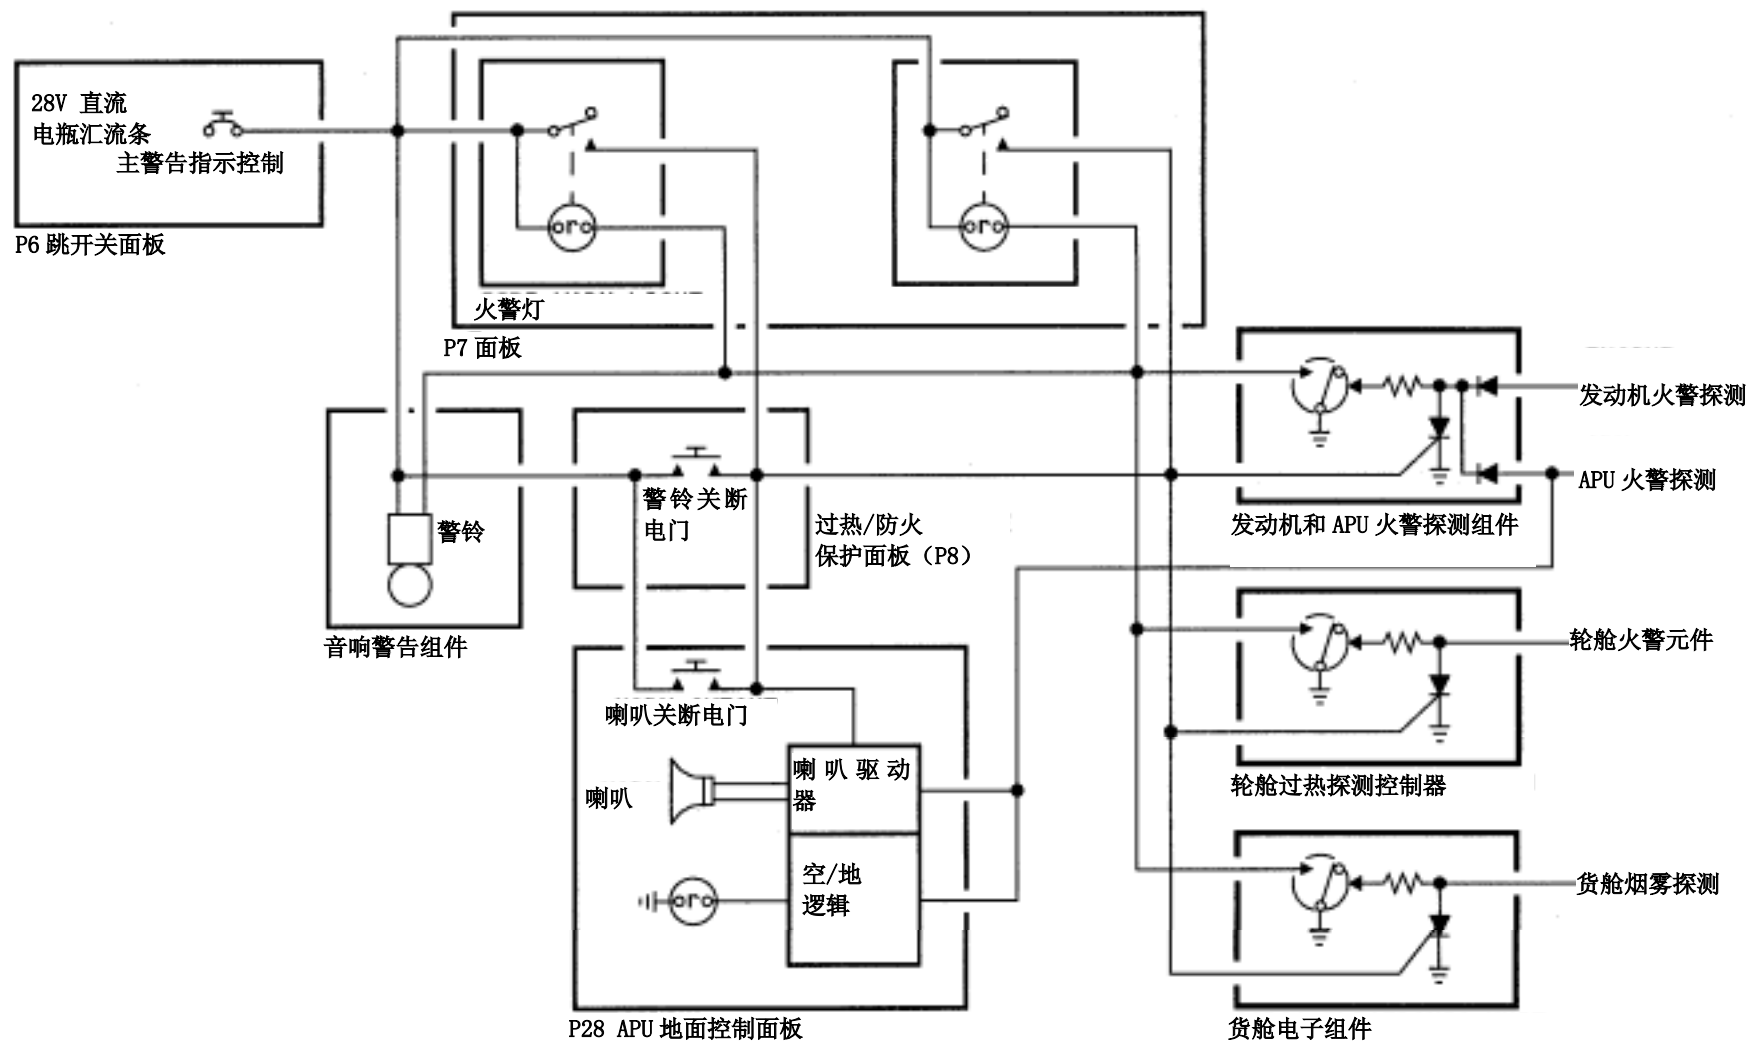 28V 直流
电瓶汇流条
主警告指示控制
P6 跳开关面板
火警灯
P7 面板
发动机火警探测
APU 火警探测
发动机和 APU 火警探测组件
警铃
音响警告组件
警铃关断
电门
过热/防火
保护面板（P8）
轮舱火警元件
轮舱过热探测控制器
喇叭关断电门
喇叭驱动
器
喇叭
空/地
逻辑
P28 APU 地面控制面板
货舱烟雾探测
货舱电子组件
r
r
r